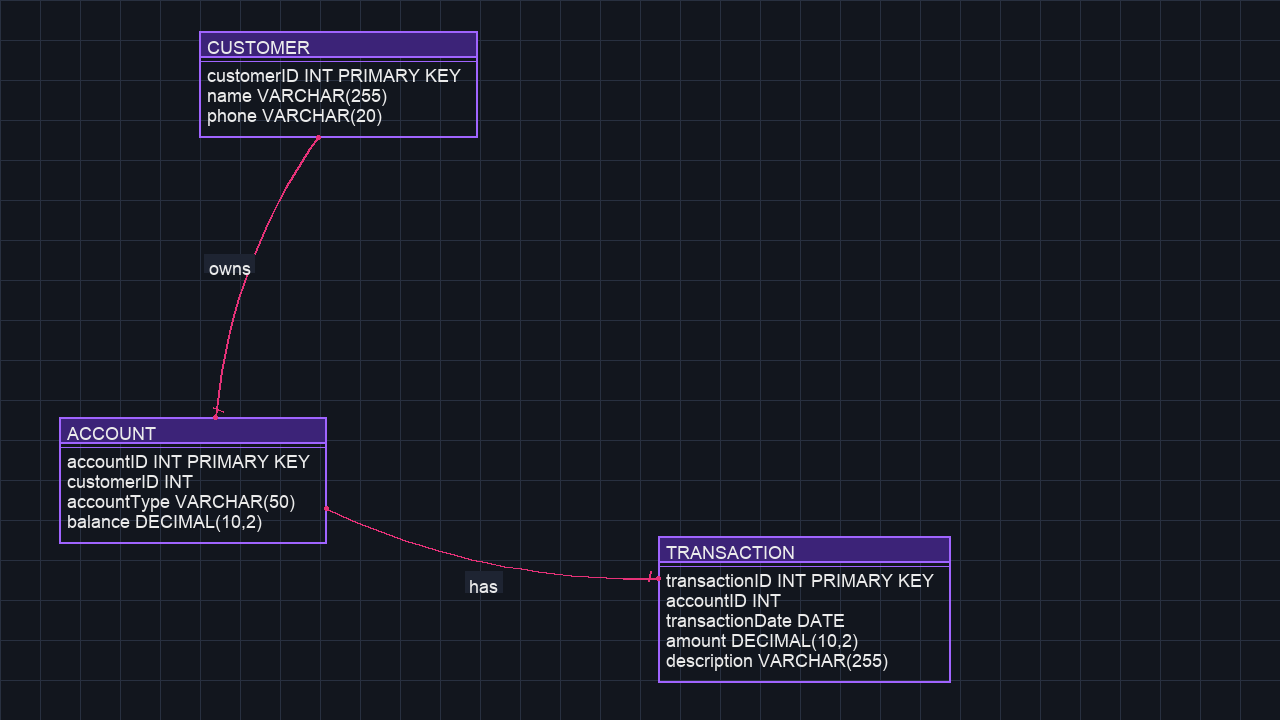 CUSTOMER
customerID INT PRIMARY KEY
name VARCHAR(255)
phone VARCHAR(20)
owns
ACCOUNT
accountID INT PRIMARY KEY
customerID INT
accountType VARCHAR(50)
balance DECIMAL(10,2)
has
TRANSACTION
transactionID INT PRIMARY KEY
accountID INT
transactionDate DATE
amount DECIMAL(10,2)
description VARCHAR(255)